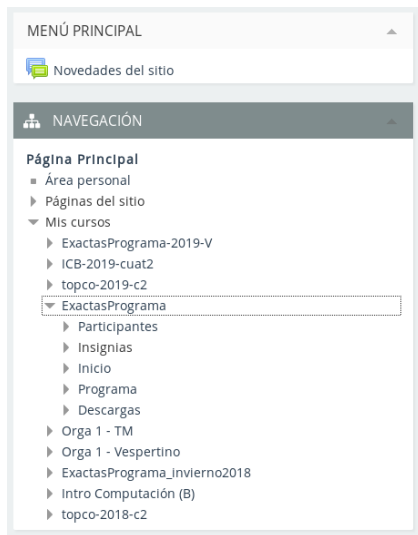 MENÚ PRINCIPAL
Novedades del sitio
NAVEGACIÓN
Página Principal
Área personal
Páginas del sitio
Mis cursos
ExactasPrograma-2019-V
ICB-2019-cuat2
topco-2019-c2
ExactasPrograma
Participantes
Insignias
Inicio
Programa
Descargas
Orga 1 - TM
Orga 1 - Vespertino
ExactasPrograma_invierno2018
Intro Computación (B)
topco-2018-c2